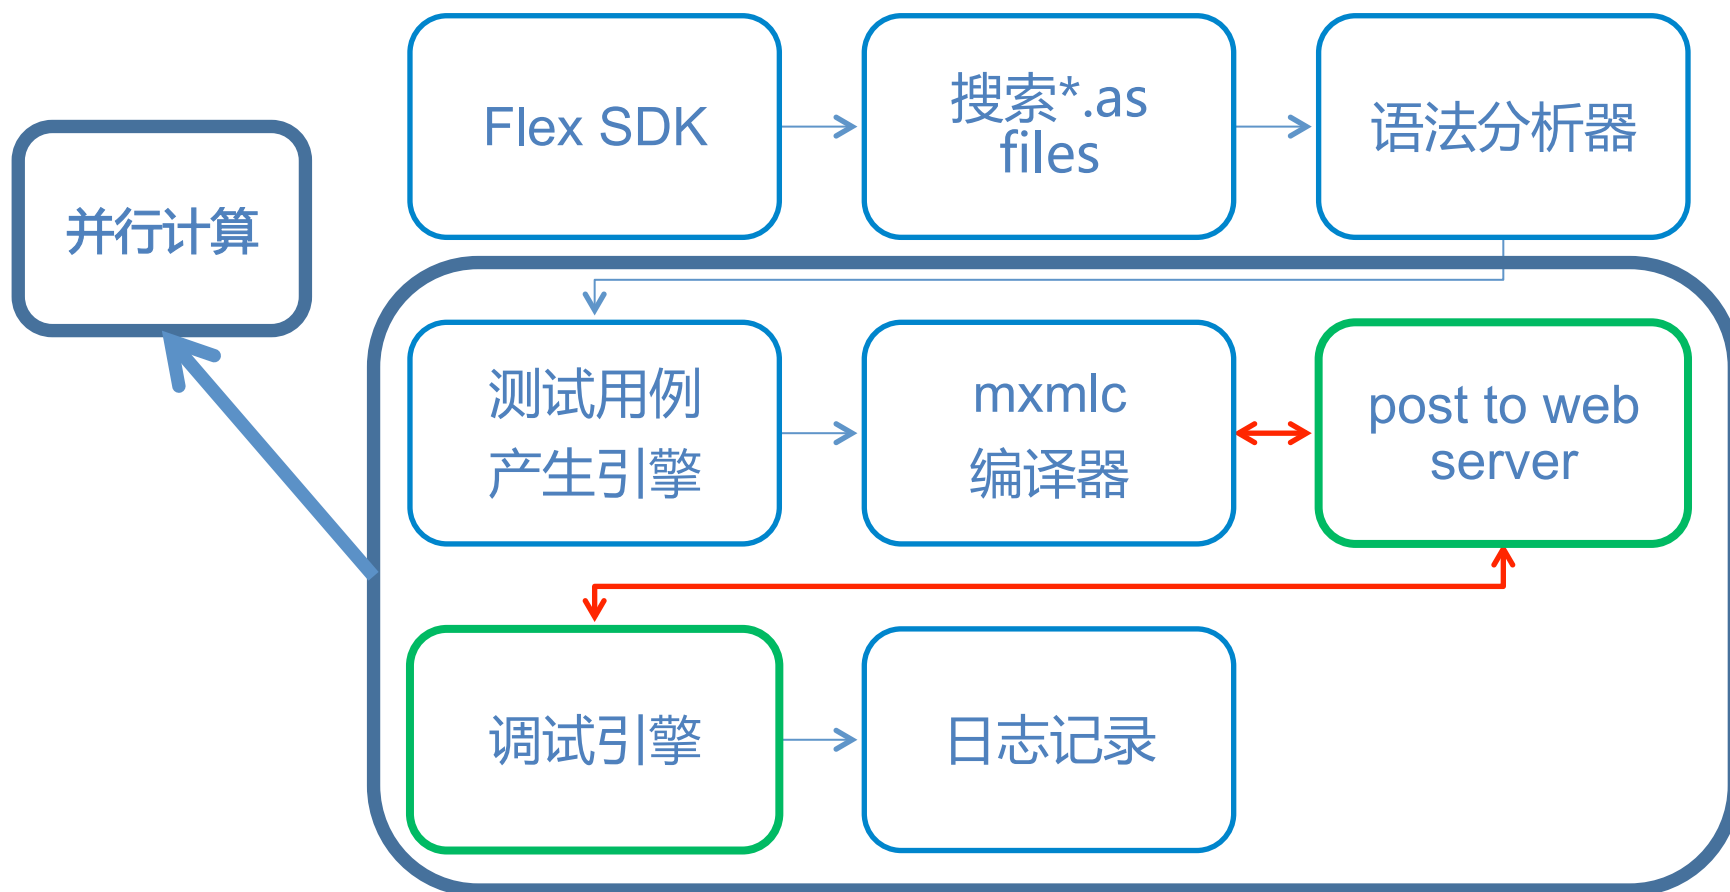 Flex SDK
搜索*.as
files
语法分析器
并行计算
测试用例
产生引擎
mxmlc
编译器
post to web
server
调试引擎
日志记录